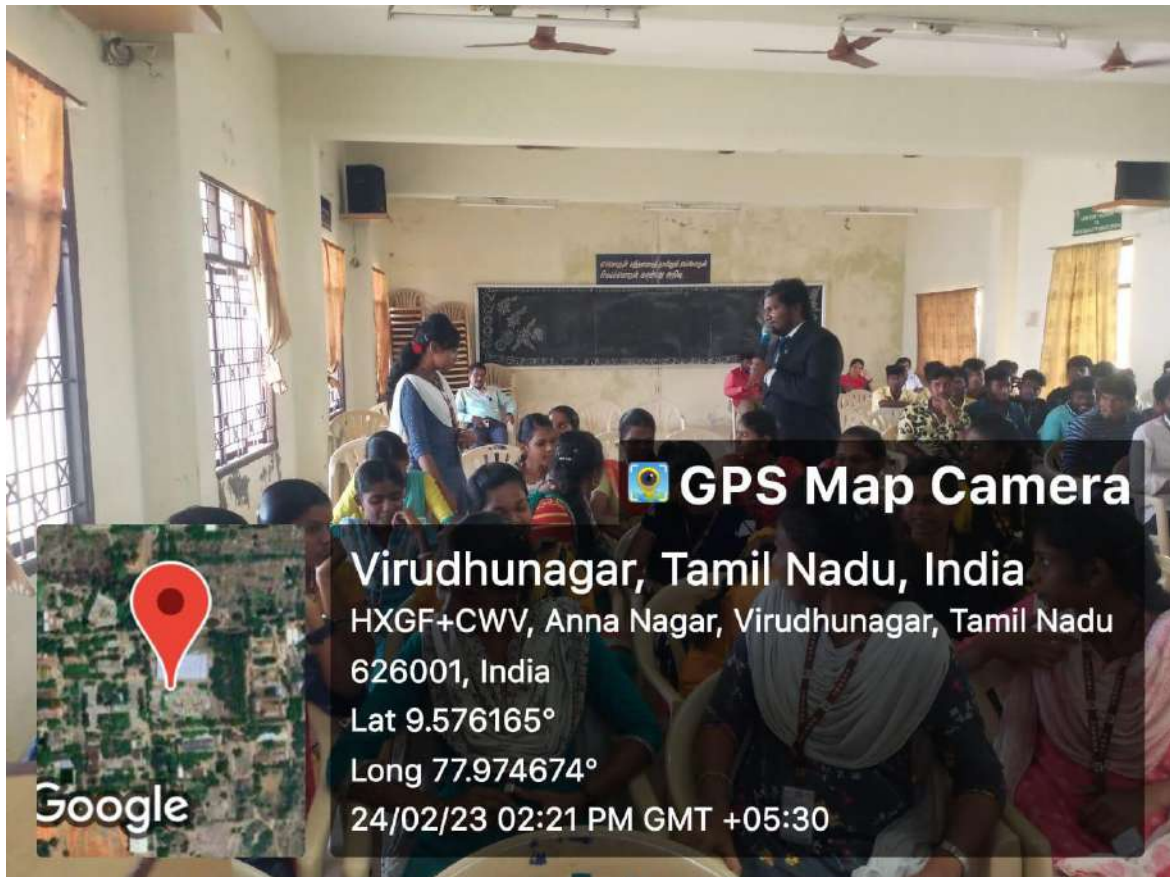 GPS Map Camera
Virudhunagar, Tamil Nadu, India
HXGF+CWV, Anna Nagar, Virudhunagar, Tamil Nadu
626001, India
Lat 9.576165°
Long 77.974674°
24/02/23 02:21 PM GMT +05:30
Google